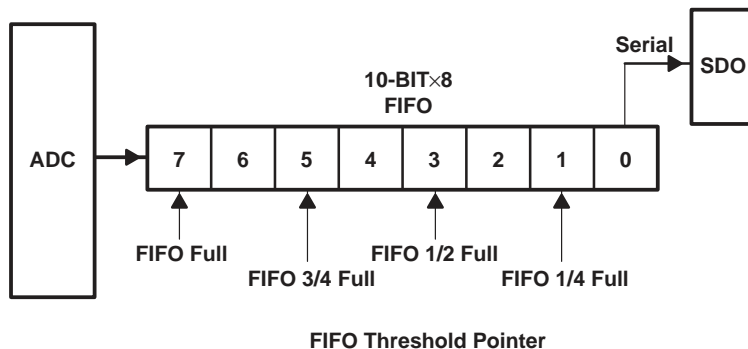 Serial
SDO
10-BIT×8
FIFO
ADC
7 6 5 4 3 2 1 0
FIFO Full
FIFO 1/2 Full
FIFO 3/4 Full
FIFO 1/4 Full
FIFO Threshold Pointer